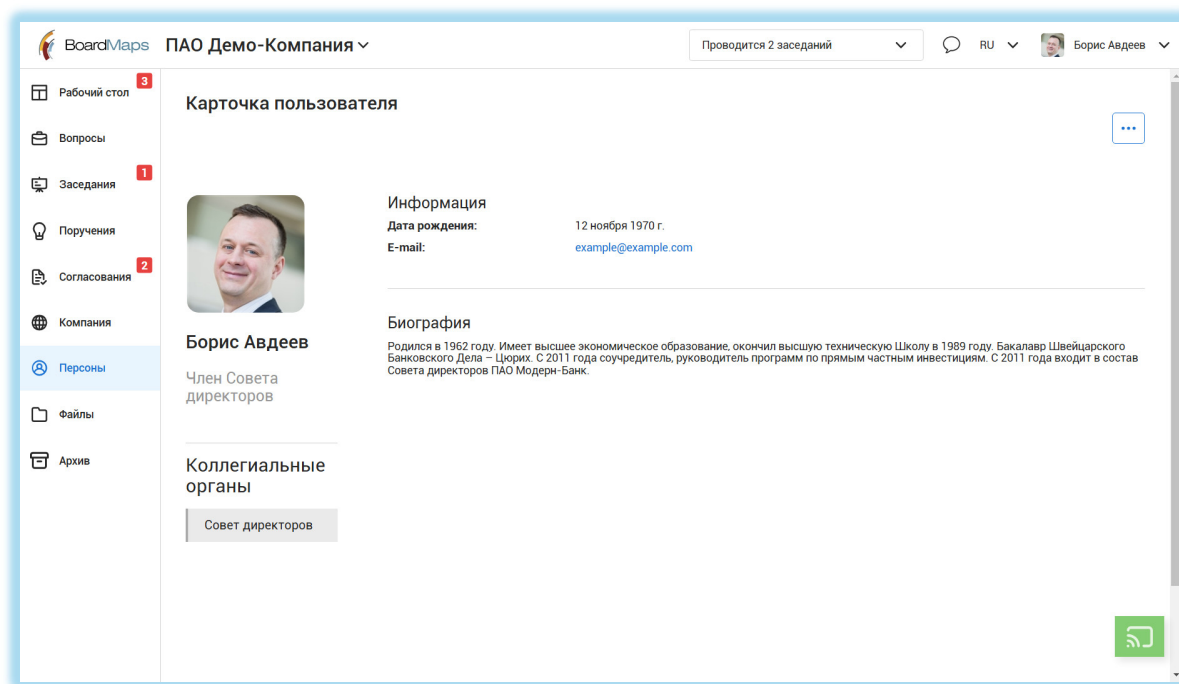 BoardMaps ПАО Демо-Компания Проводится 2 заседаний RU Борис Авдеев
Рабочий стол 3
Вопросы
Заседания 1
Поручения
Согласования 2
Компания
Персоны
Файлы
Архив
Карточка пользователя
Борис Авдеев
Член Совета
директоров
Коллегиальные
органы
Совет директоров
Информация
Дата рождения: 12 ноября 1970 г.
E-mail: example@example.com
Биография
Родился в 1962 году. Имеет высшее экономическое образование, окончил высшую техническую Школу в 1989 году. Бакалавр Швейцарского
Банковского Дела – Цюрих. С 2011 года соучредитель, руководитель программ по прямым частным инвестициям. С 2011 года входит в состав
Совета директоров ПАО Модерн-Банк.